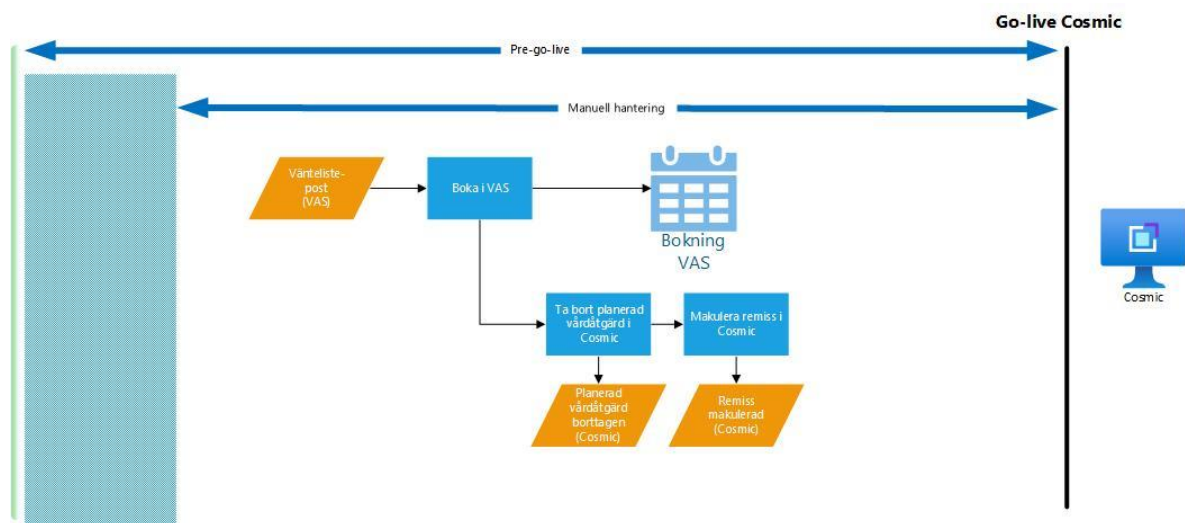 Go-live Cosmic
Pre-go-live
Manuell hantering
Vänteliste-
post
(VAS)
Boka i VAS
Bokning
VAS
Cosmic
Ta bort planerad
vårdåtgärd i
Cosmic
Makulera remiss i
Cosmic
Planerad
vårdåtgärd
borttagen
(Cosmic)
Remiss
makulerad
(Cosmic)